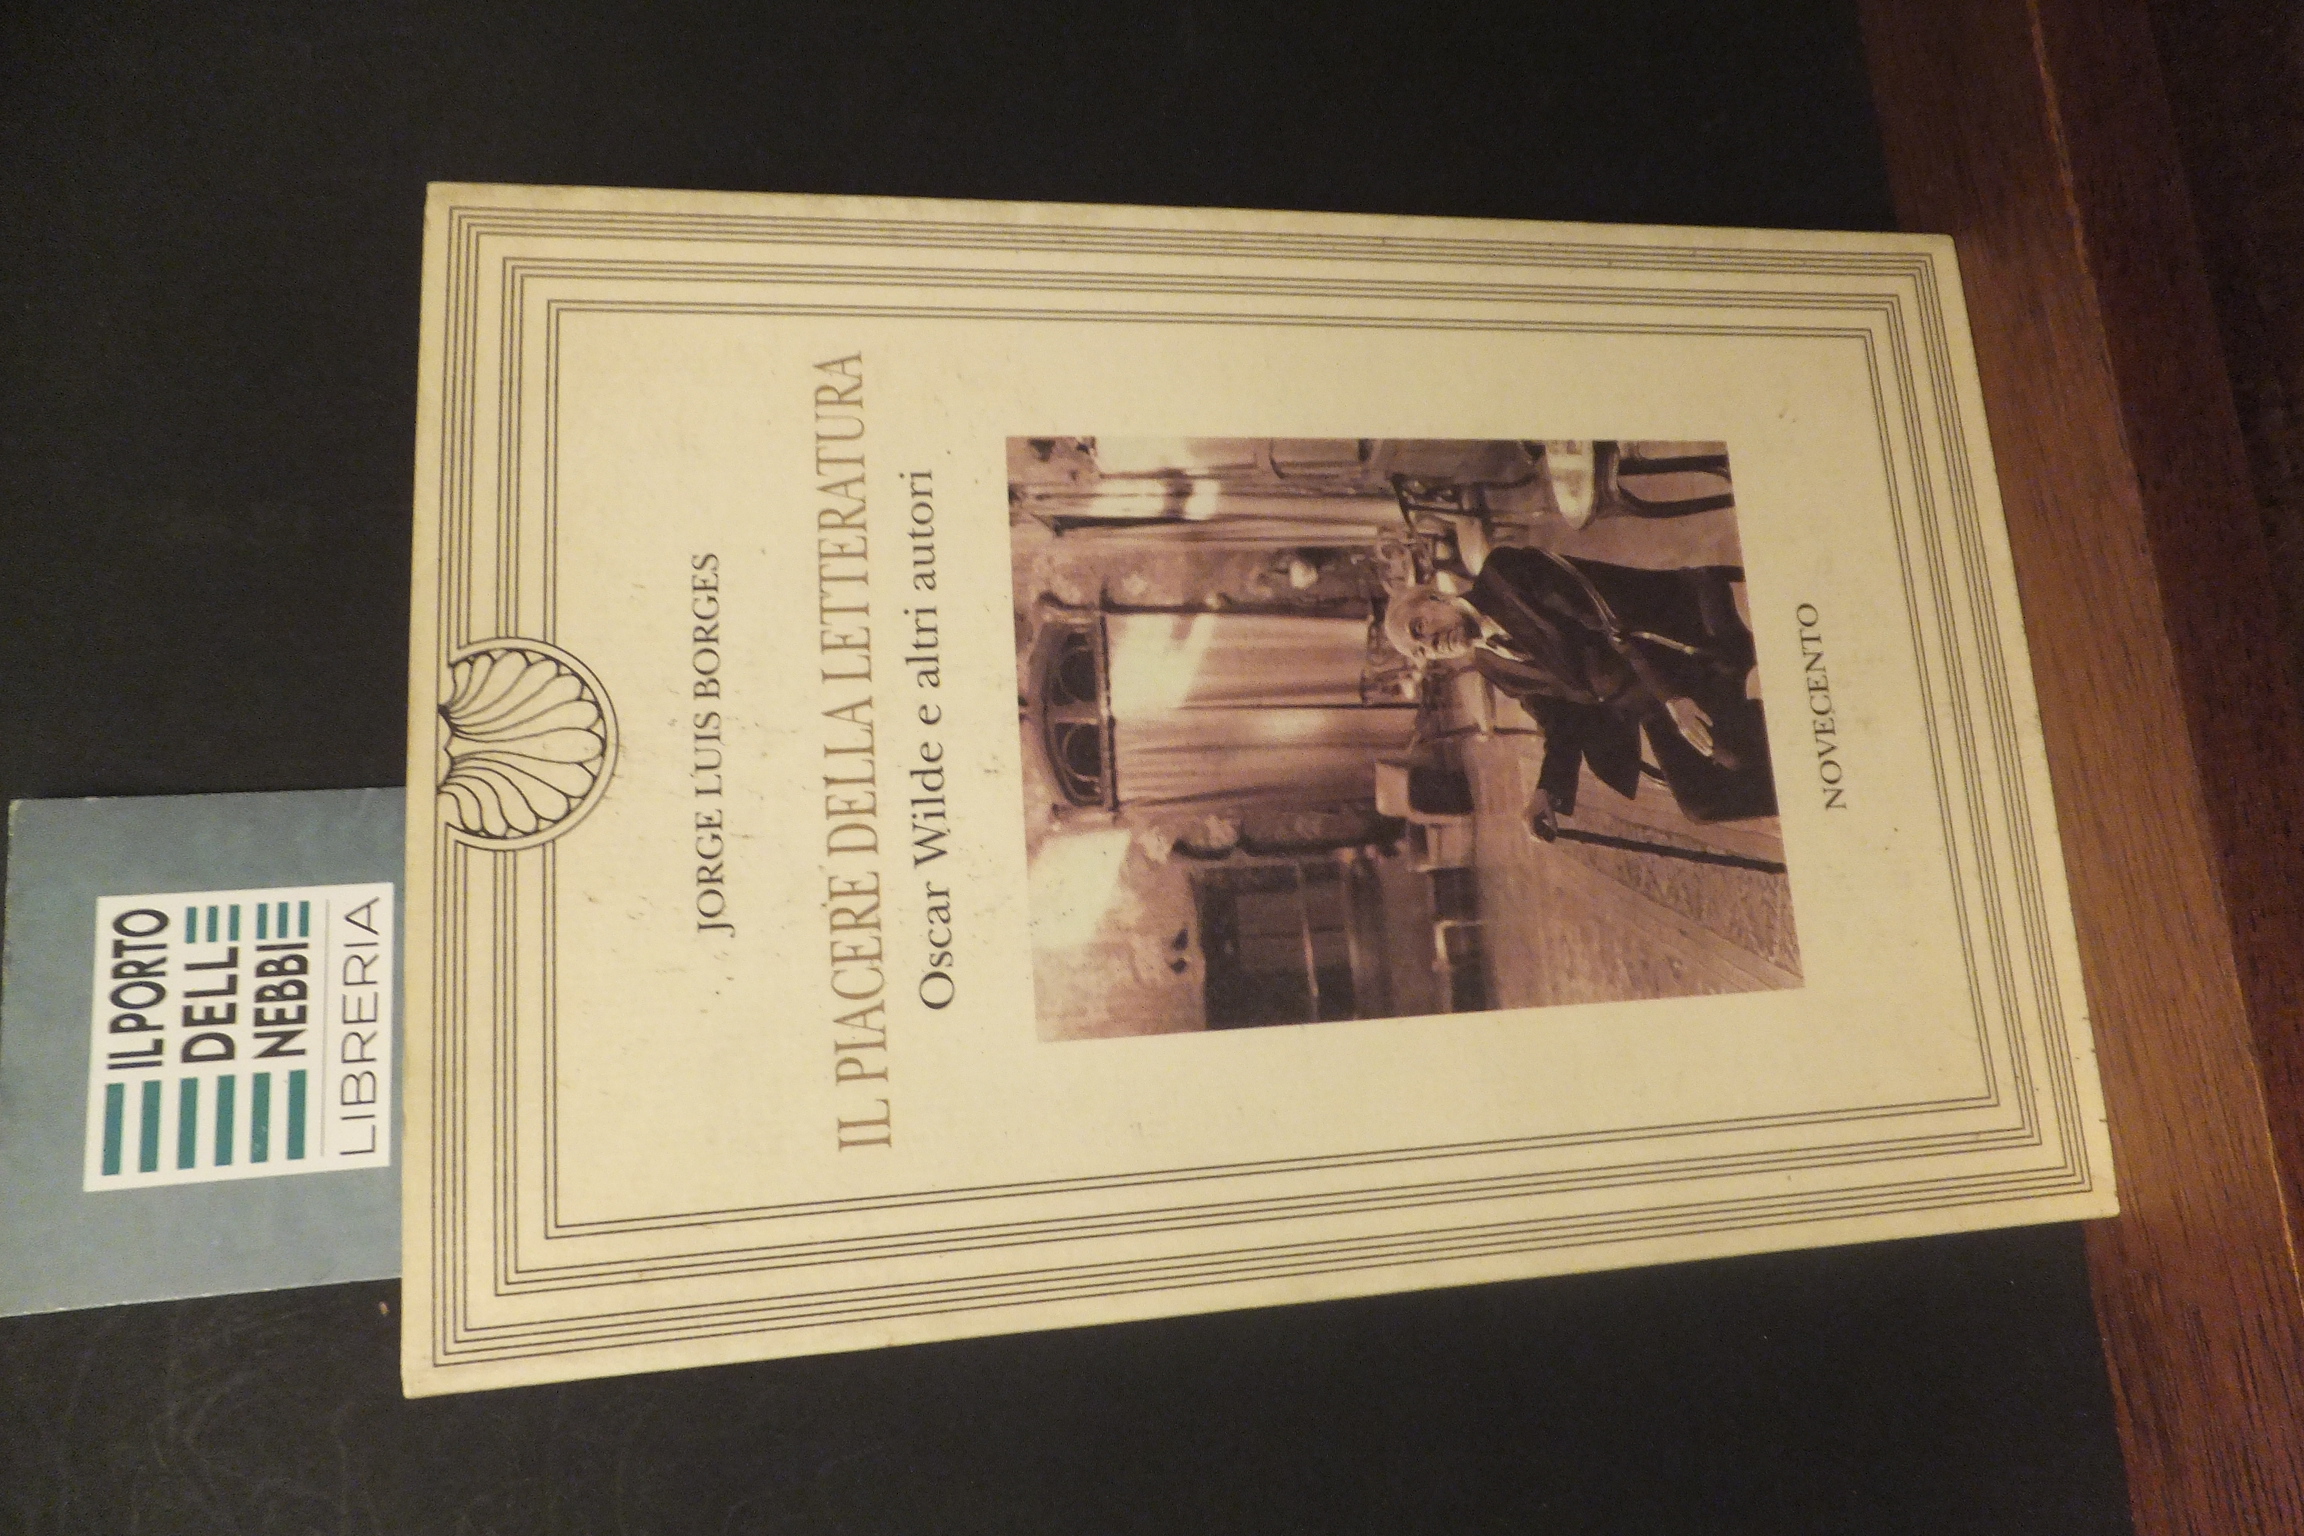 IL PORTO
DELLE
NEBBIE
LIBRERIA
JORGE LUIS BORGES
IL PIACERE DELLA LETTERATURA
Oscar Wilde e altri autori
NOVECENTO